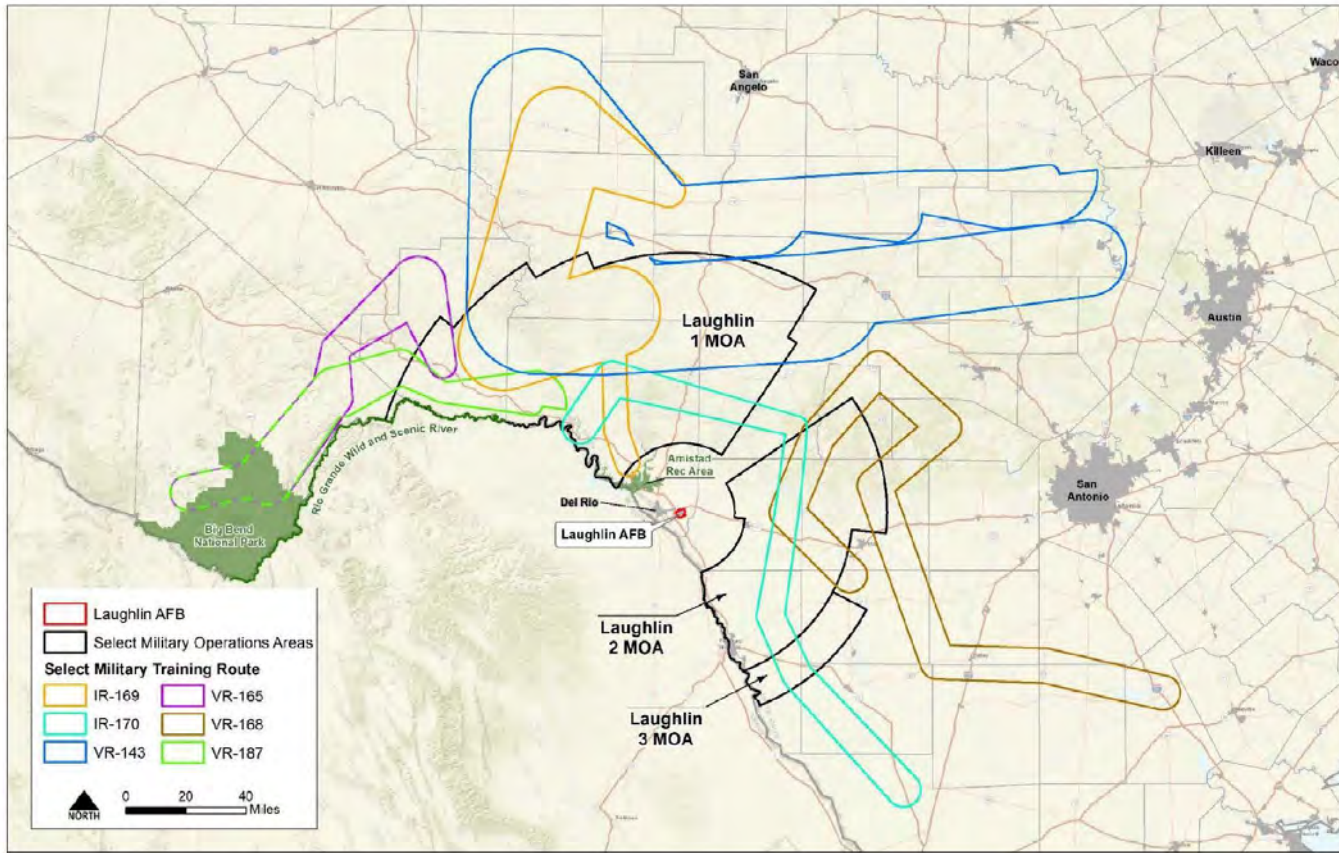 San
Angelo
Waco
Killeen
Austin
Laughlin
1 MOA
San
Antonio
Amistad
Rec Area
Rio Grande Wild and Scenic River
Del Rio
Laughlin AFB
Big Bend
National Park
Laughlin
2 MOA
Laughlin
3 MOA
Laughlin AFB
Select Military Operations Areas
Select Military Training Route
IR-169
VR-165
IR-170
VR-168
VR-143
VR-187
NORTH
0 20 40
Miles